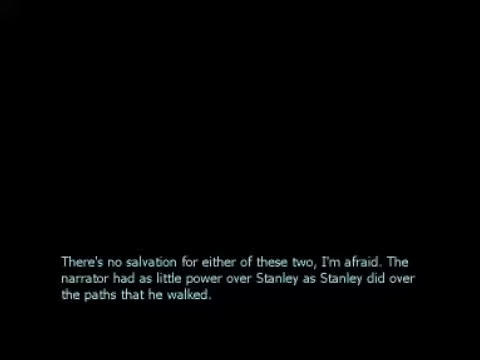 There's no salvation for either of these two, I'm afraid. The
narrator had as little power over Stanley as Stanley did over
the paths that he walked.